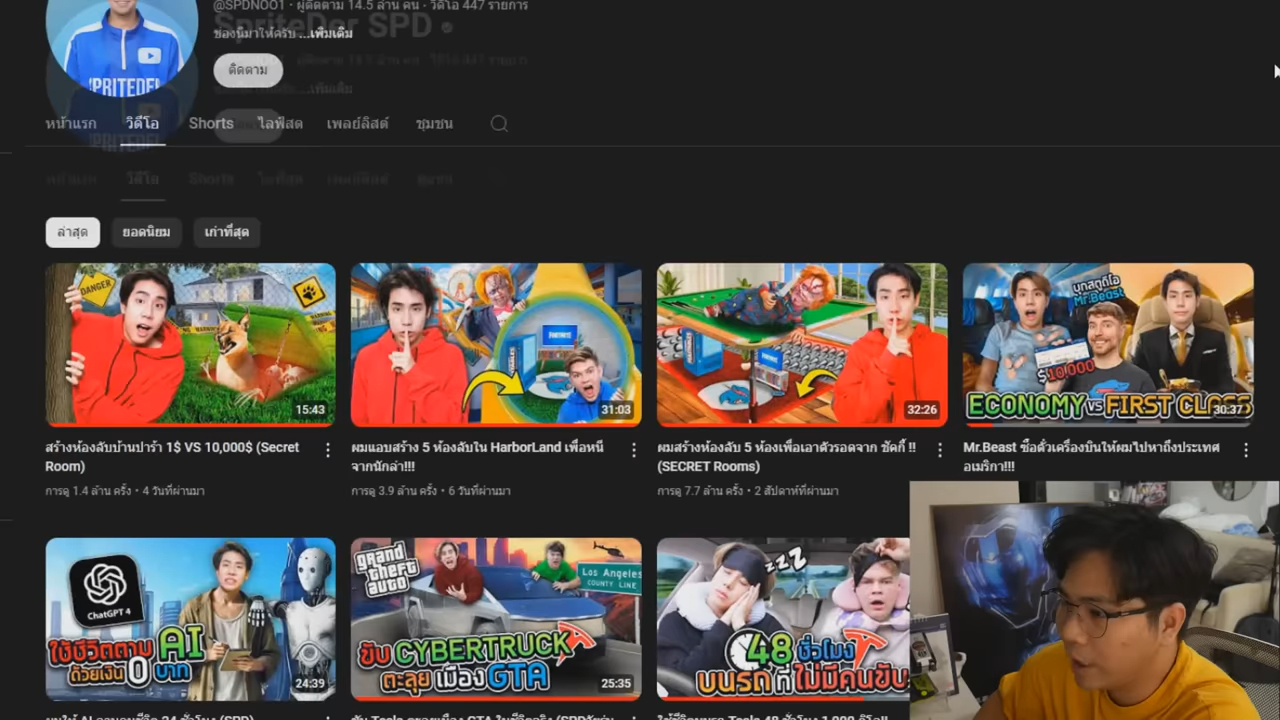 @SPDN001 • ผู้ติดตาม 14.5 ล้าน คน • วิดีโอ 447 รายการ
SpriteDer SPD
ช่องนี้มาให้ครับ ...เพิ่มเติม
ติดตาม
หน้าแรก วิดีโอ Shorts ไลฟ์สด เพลย์ลิสต์ ชุมชน
ล่าสุด ยอดนิยม เก่าที่สุด
DANGER
15:43
31:03
32:26
บุกสตูดิโอ
Mr.Beast
$10,000
ECONOMY VS FIRST CLASS
30:37
สร้างห้องลับบ้านปาร้า 1$ VS 10,000$ (Secret
Room)
การดู 1.4 ล้าน ครั้ง • 4 วันที่ผ่านมา
ผมแอบสร้าง 5 ห้องลับใน HarborLand เพื่อหนี
จากนักล่า!!!
การดู 3.9 ล้าน ครั้ง • 6 วันที่ผ่านมา
ผมสร้างห้องลับ 5 ห้องเพื่อเอาตัวรอดจาก ชัคกี้ !!
(SECRET Rooms)
การดู 7.7 ล้าน ครั้ง • 2 สัปดาห์ที่ผ่านมา
Mr.Beast ซื้อตั๋วเครื่องบินให้ผมไปหาถึงประเทศ
อเมริกา!!!
ChatGPT 4
ใช้ชีวิตตาม AI
ด้วยเงิน 0 บาท
24:39
grand
theft
auto
Los Angeles
COUNTY LINE
ขับ CYBERTRUCK
ตะลุยเมือง GTA
25:35
zzZ
48 ชั่วโมง
บนรถที่ไม่มีคนขับ